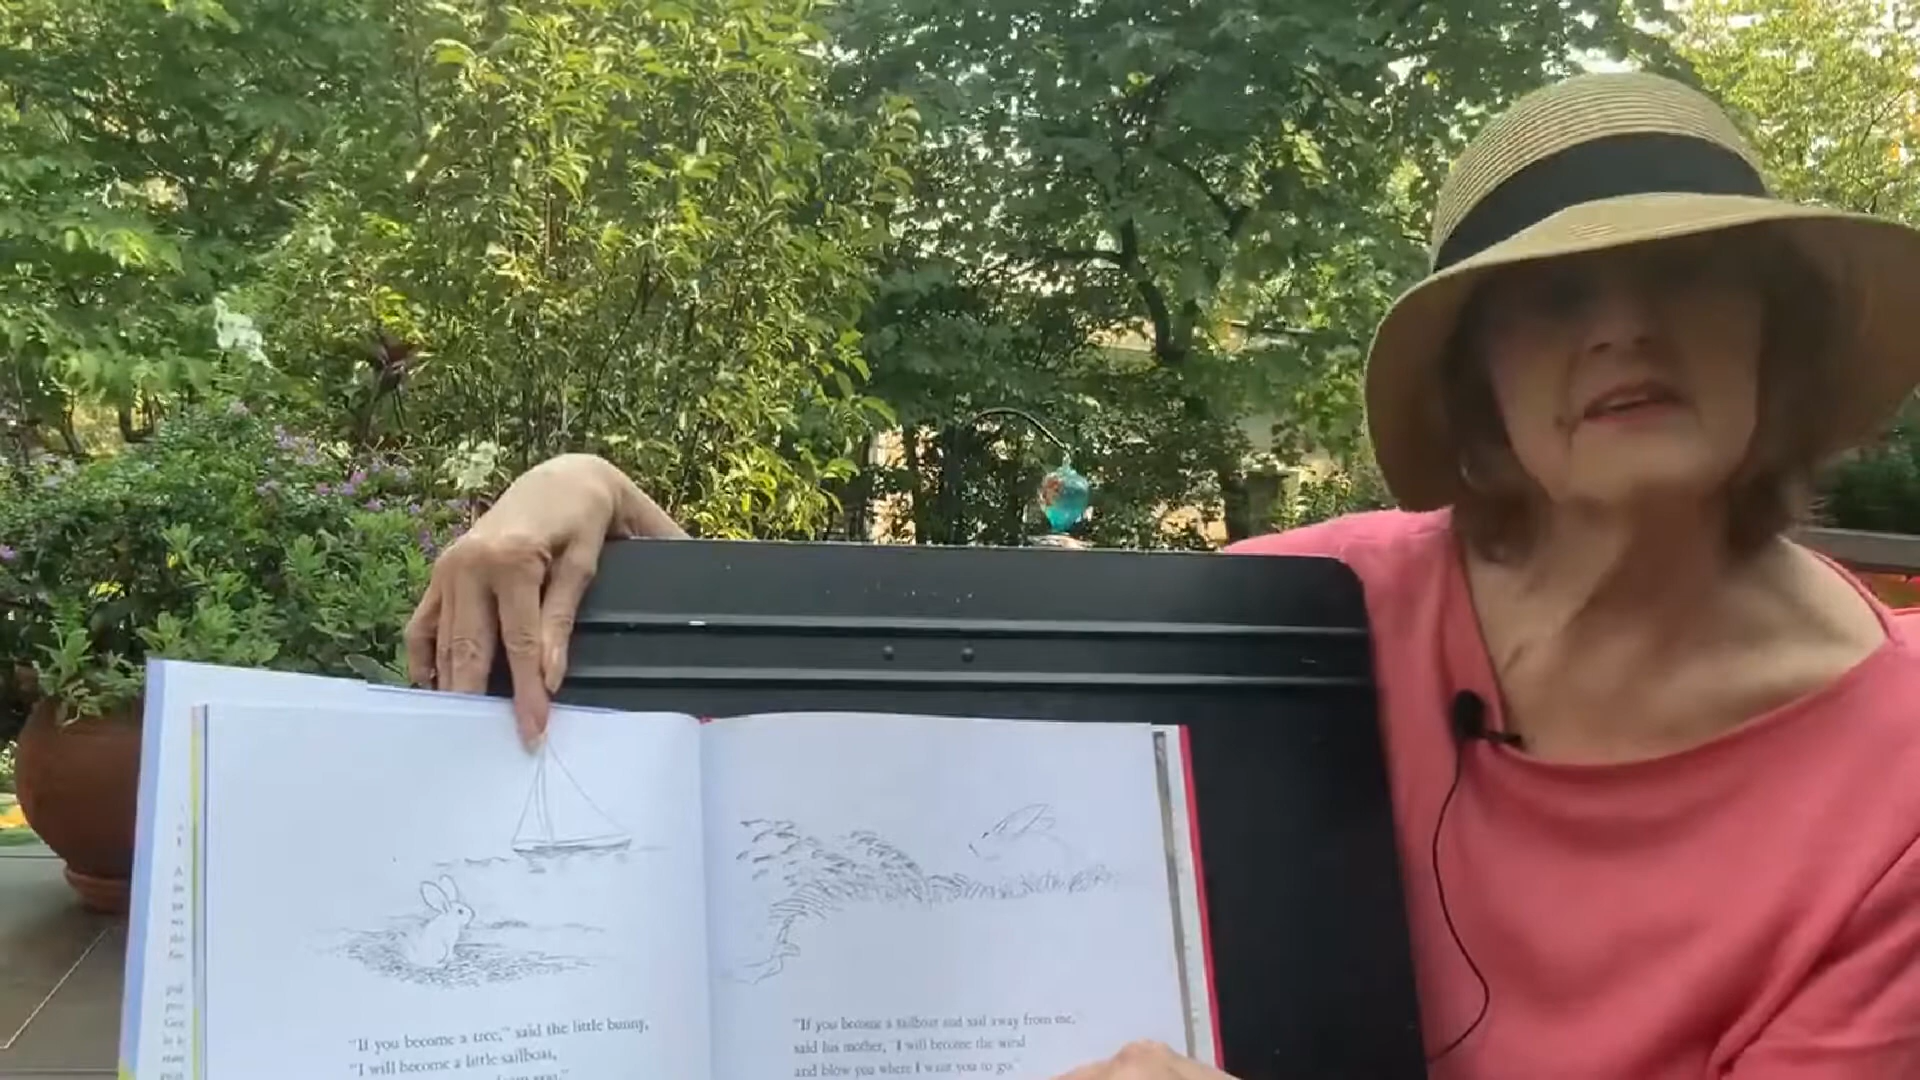 "If you become a tree," said the little bunny,
"I will become a little sailboat,
"If you become a sailboat and sail away from me,"
said his mother, "I will become the wind
and blow you where I want you to go."